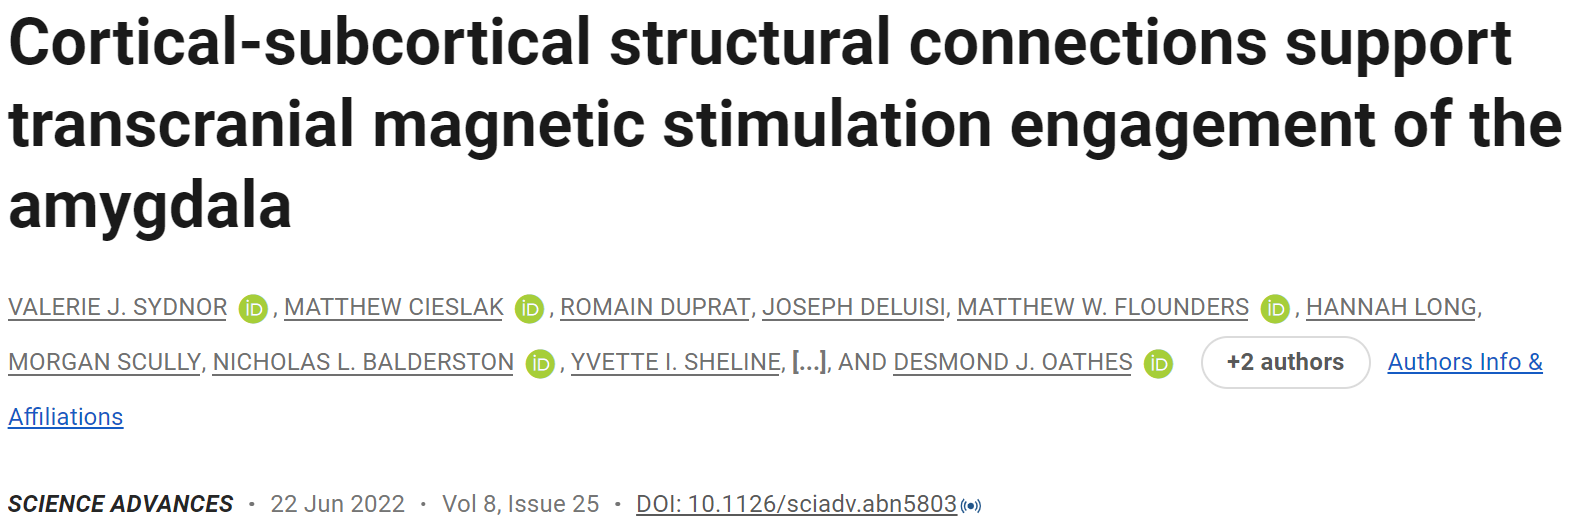 Cortical-subcortical structural connections support
transcranial magnetic stimulation engagement of the
amygdala
VALERIE J. SYDNOR iD, MATTHEW CIESLAK iD, ROMAIN DUPRAT, JOSEPH DELUISI, MATTHEW W. FLOUNDERS iD, HANNAH LONG,
MORGAN SCULLY, NICHOLAS L. BALDERSTON iD, YVETTE I. SHELINE, [...], AND DESMOND J. OATHES iD +2 authors Authors Info &
Affiliations
SCIENCE ADVANCES • 22 Jun 2022 • Vol 8, Issue 25 • DOI: 10.1126/sciadv.abn5803